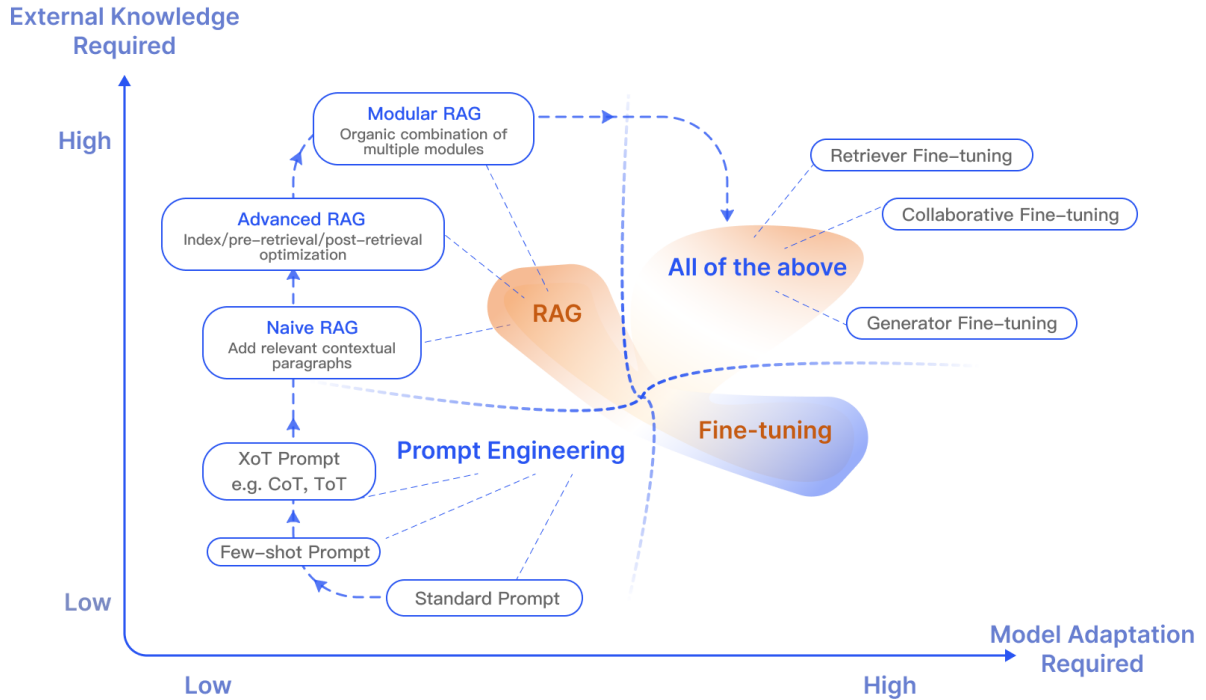 External Knowledge
Required
High
Modular RAG
Organic combination of
multiple modules
Retriever Fine-tuning
Collaborative Fine-tuning
Advanced RAG
Index/pre-retrieval/post-retrieval
optimization
All of the above
RAG
Generator Fine-tuning
Naive RAG
Add relevant contextual
paragraphs
Fine-tuning
Prompt Engineering
XoT Prompt
e.g. CoT, ToT
Few-shot Prompt
Standard Prompt
Low
Model Adaptation
Required
Low
High